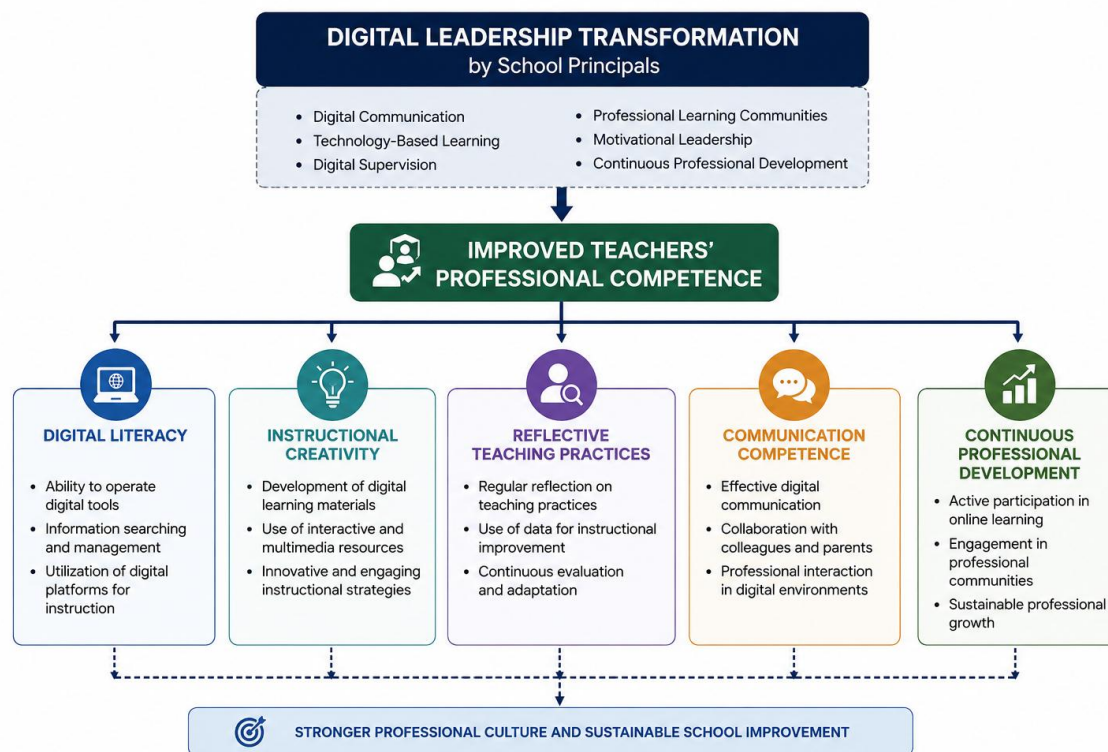 DIGITAL LEADERSHIP TRANSFORMATION
by School Principals
• Digital Communication
• Technology-Based Learning
• Digital Supervision
• Professional Learning Communities
• Motivational Leadership
• Continuous Professional Development
IMPROVED TEACHERS'
PROFESSIONAL COMPETENCE
DIGITAL LITERACY
• Ability to operate
digital tools
• Information searching
and management
• Utilization of digital
platforms for
instruction
INSTRUCTIONAL
CREATIVITY
• Development of digital
learning materials
• Use of interactive and
multimedia resources
• Innovative and engaging
instructional strategies
REFLECTIVE
TEACHING PRACTICES
• Regular reflection on
teaching practices
• Use of data for instructional
improvement
• Continuous evaluation
and adaptation
COMMUNICATION
COMPETENCE
• Effective digital
communication
• Collaboration with
colleagues and parents
• Professional interaction
in digital environments
CONTINUOUS
PROFESSIONAL
DEVELOPMENT
• Active participation in
online learning
• Engagement in
professional
communities
• Sustainable professional
growth
STRONGER PROFESSIONAL CULTURE AND SUSTAINABLE SCHOOL IMPROVEMENT